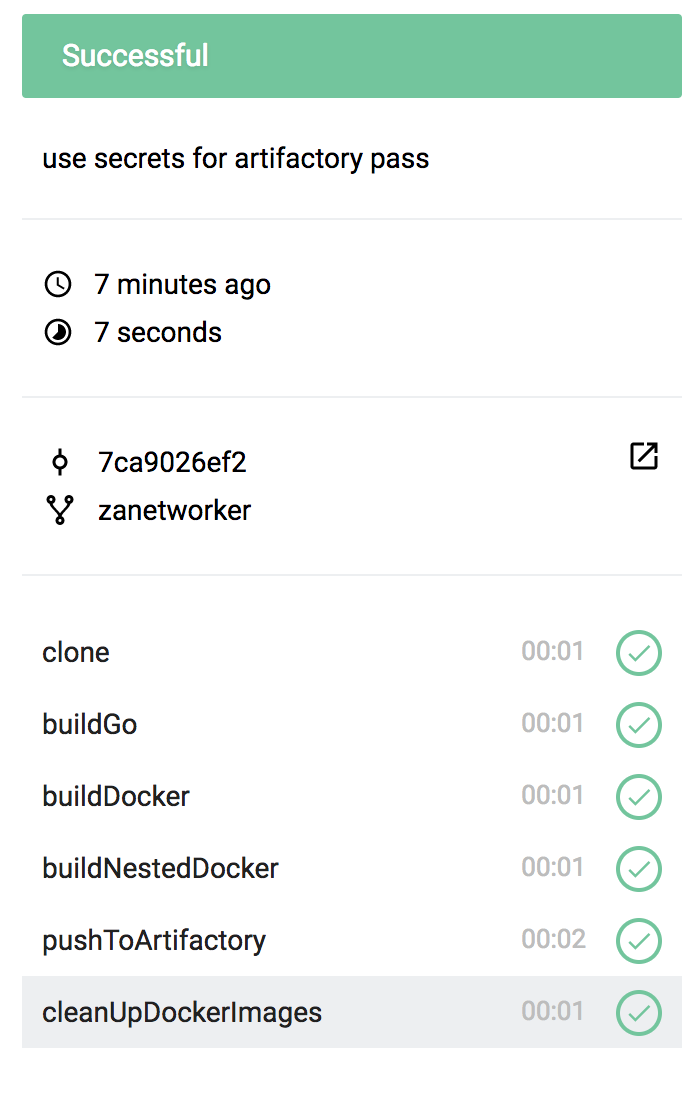 Successful
use secrets for artifactory pass
7 minutes ago
7 seconds
7ca9026ef2
zanetworker
clone 00:01
buildGo 00:01
buildDocker 00:01
buildNestedDocker 00:01
pushToArtifactory 00:02
cleanUpDockerImages 00:01